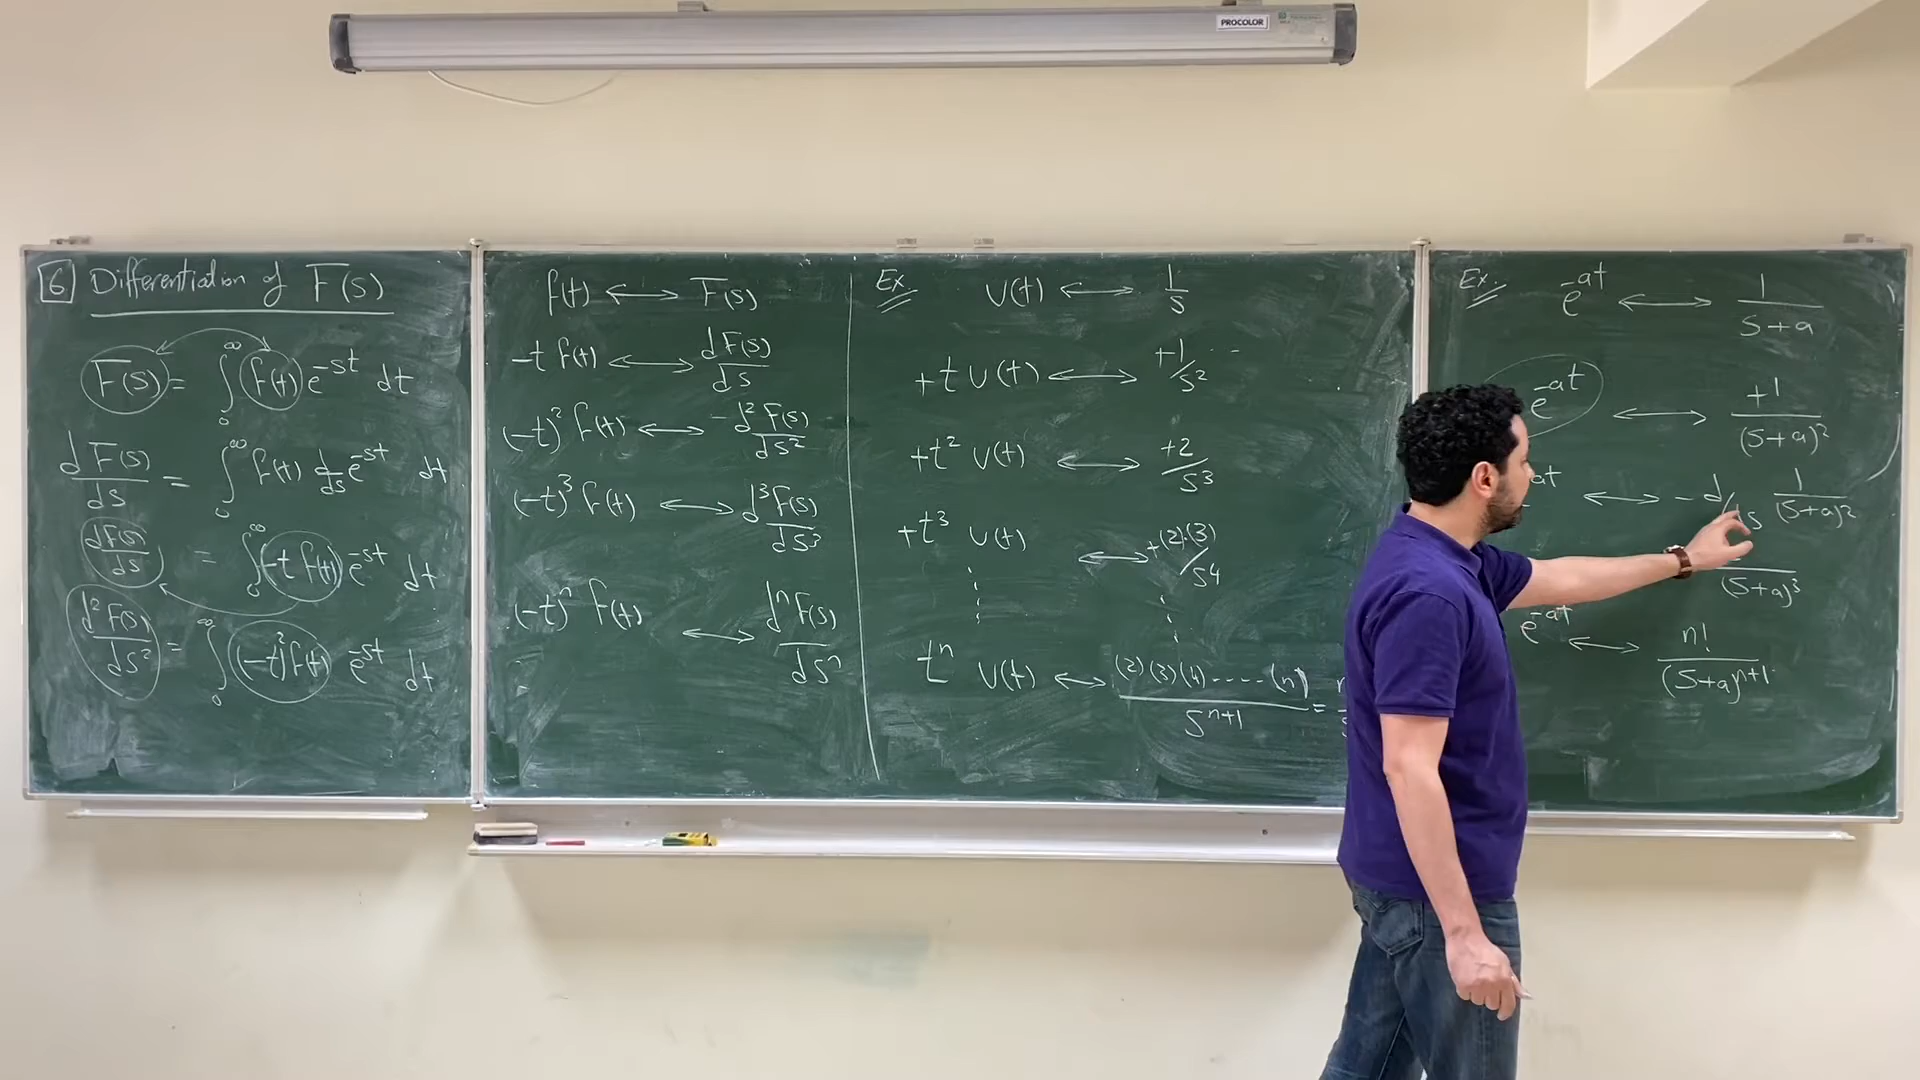 PROCOLOR
6 Differentiation of F(s)
F(s) = ∫₀^∞ f(t) e^-st dt
dF(s)/ds = ∫₀^∞ f(t) d/ds e^-st dt
dF(s)/ds = ∫₀^∞ (-t f(t)) e^-st dt
d²F(s)/ds² = ∫₀^∞ (-t)² f(t) e^-st dt
f(t) ↔ F(s)
-t f(t) ↔ dF(s)/ds
(-t)² f(t) ↔ -d²F(s)/ds²
(-t)³ f(t) ↔ d³F(s)/ds³
(-t)ⁿ f(t) ↔ dⁿF(s)/dsⁿ
Ex. U(t) ↔ 1/s
+t U(t) ↔ +1/s²
+t² U(t) ↔ +2/s³
+t³ U(t) ↔ +(2)·(3)/s⁴
tⁿ U(t) ↔ (2)(3)(4)-----(n)/s^n+1 =
Ex. e^-at ↔ 1/(s+a)
e^-at ↔ +1/(s+a)²
at ↔ -d/ds 1/(s+a)²
(s+a)³
e^-at ↔ n!/(s+a)^n+1